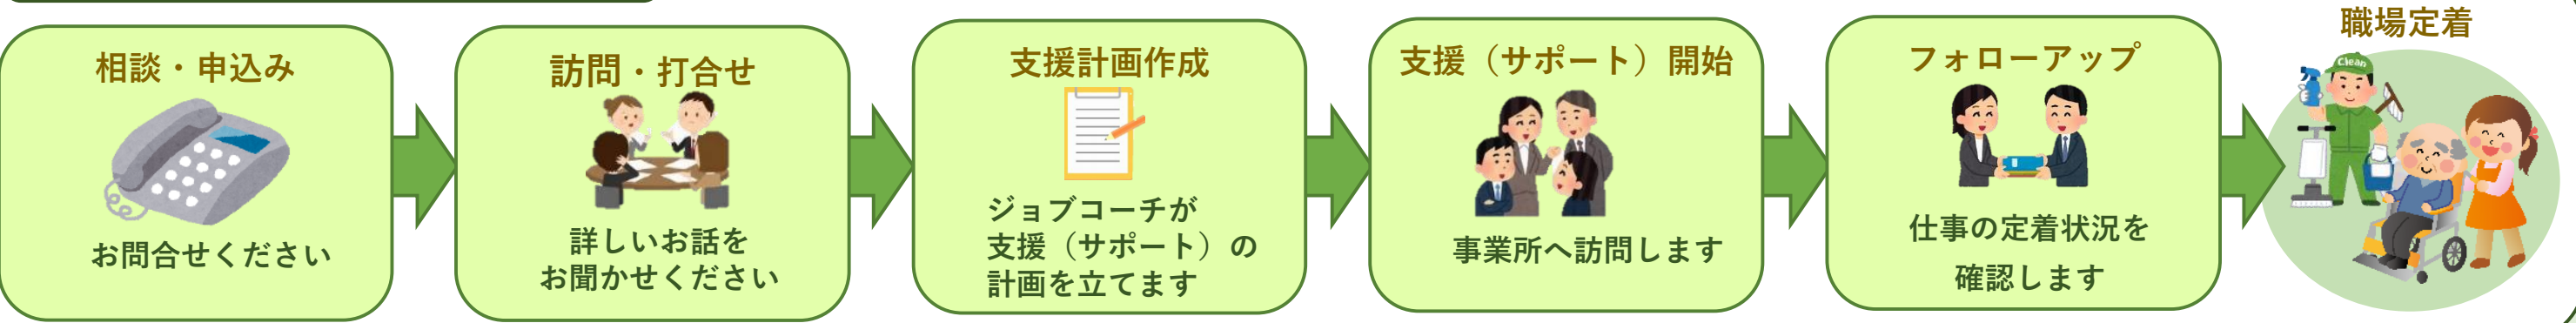 相談・申込み
お問合せください
訪問・打合せ
詳しいお話を
お聞かせください
支援計画作成
ジョブコーチが
支援（サポート）の
計画を立てます
支援（サポート）開始
事業所へ訪問します
フォローアップ
仕事の定着状況を
確認します
職場定着
Clean